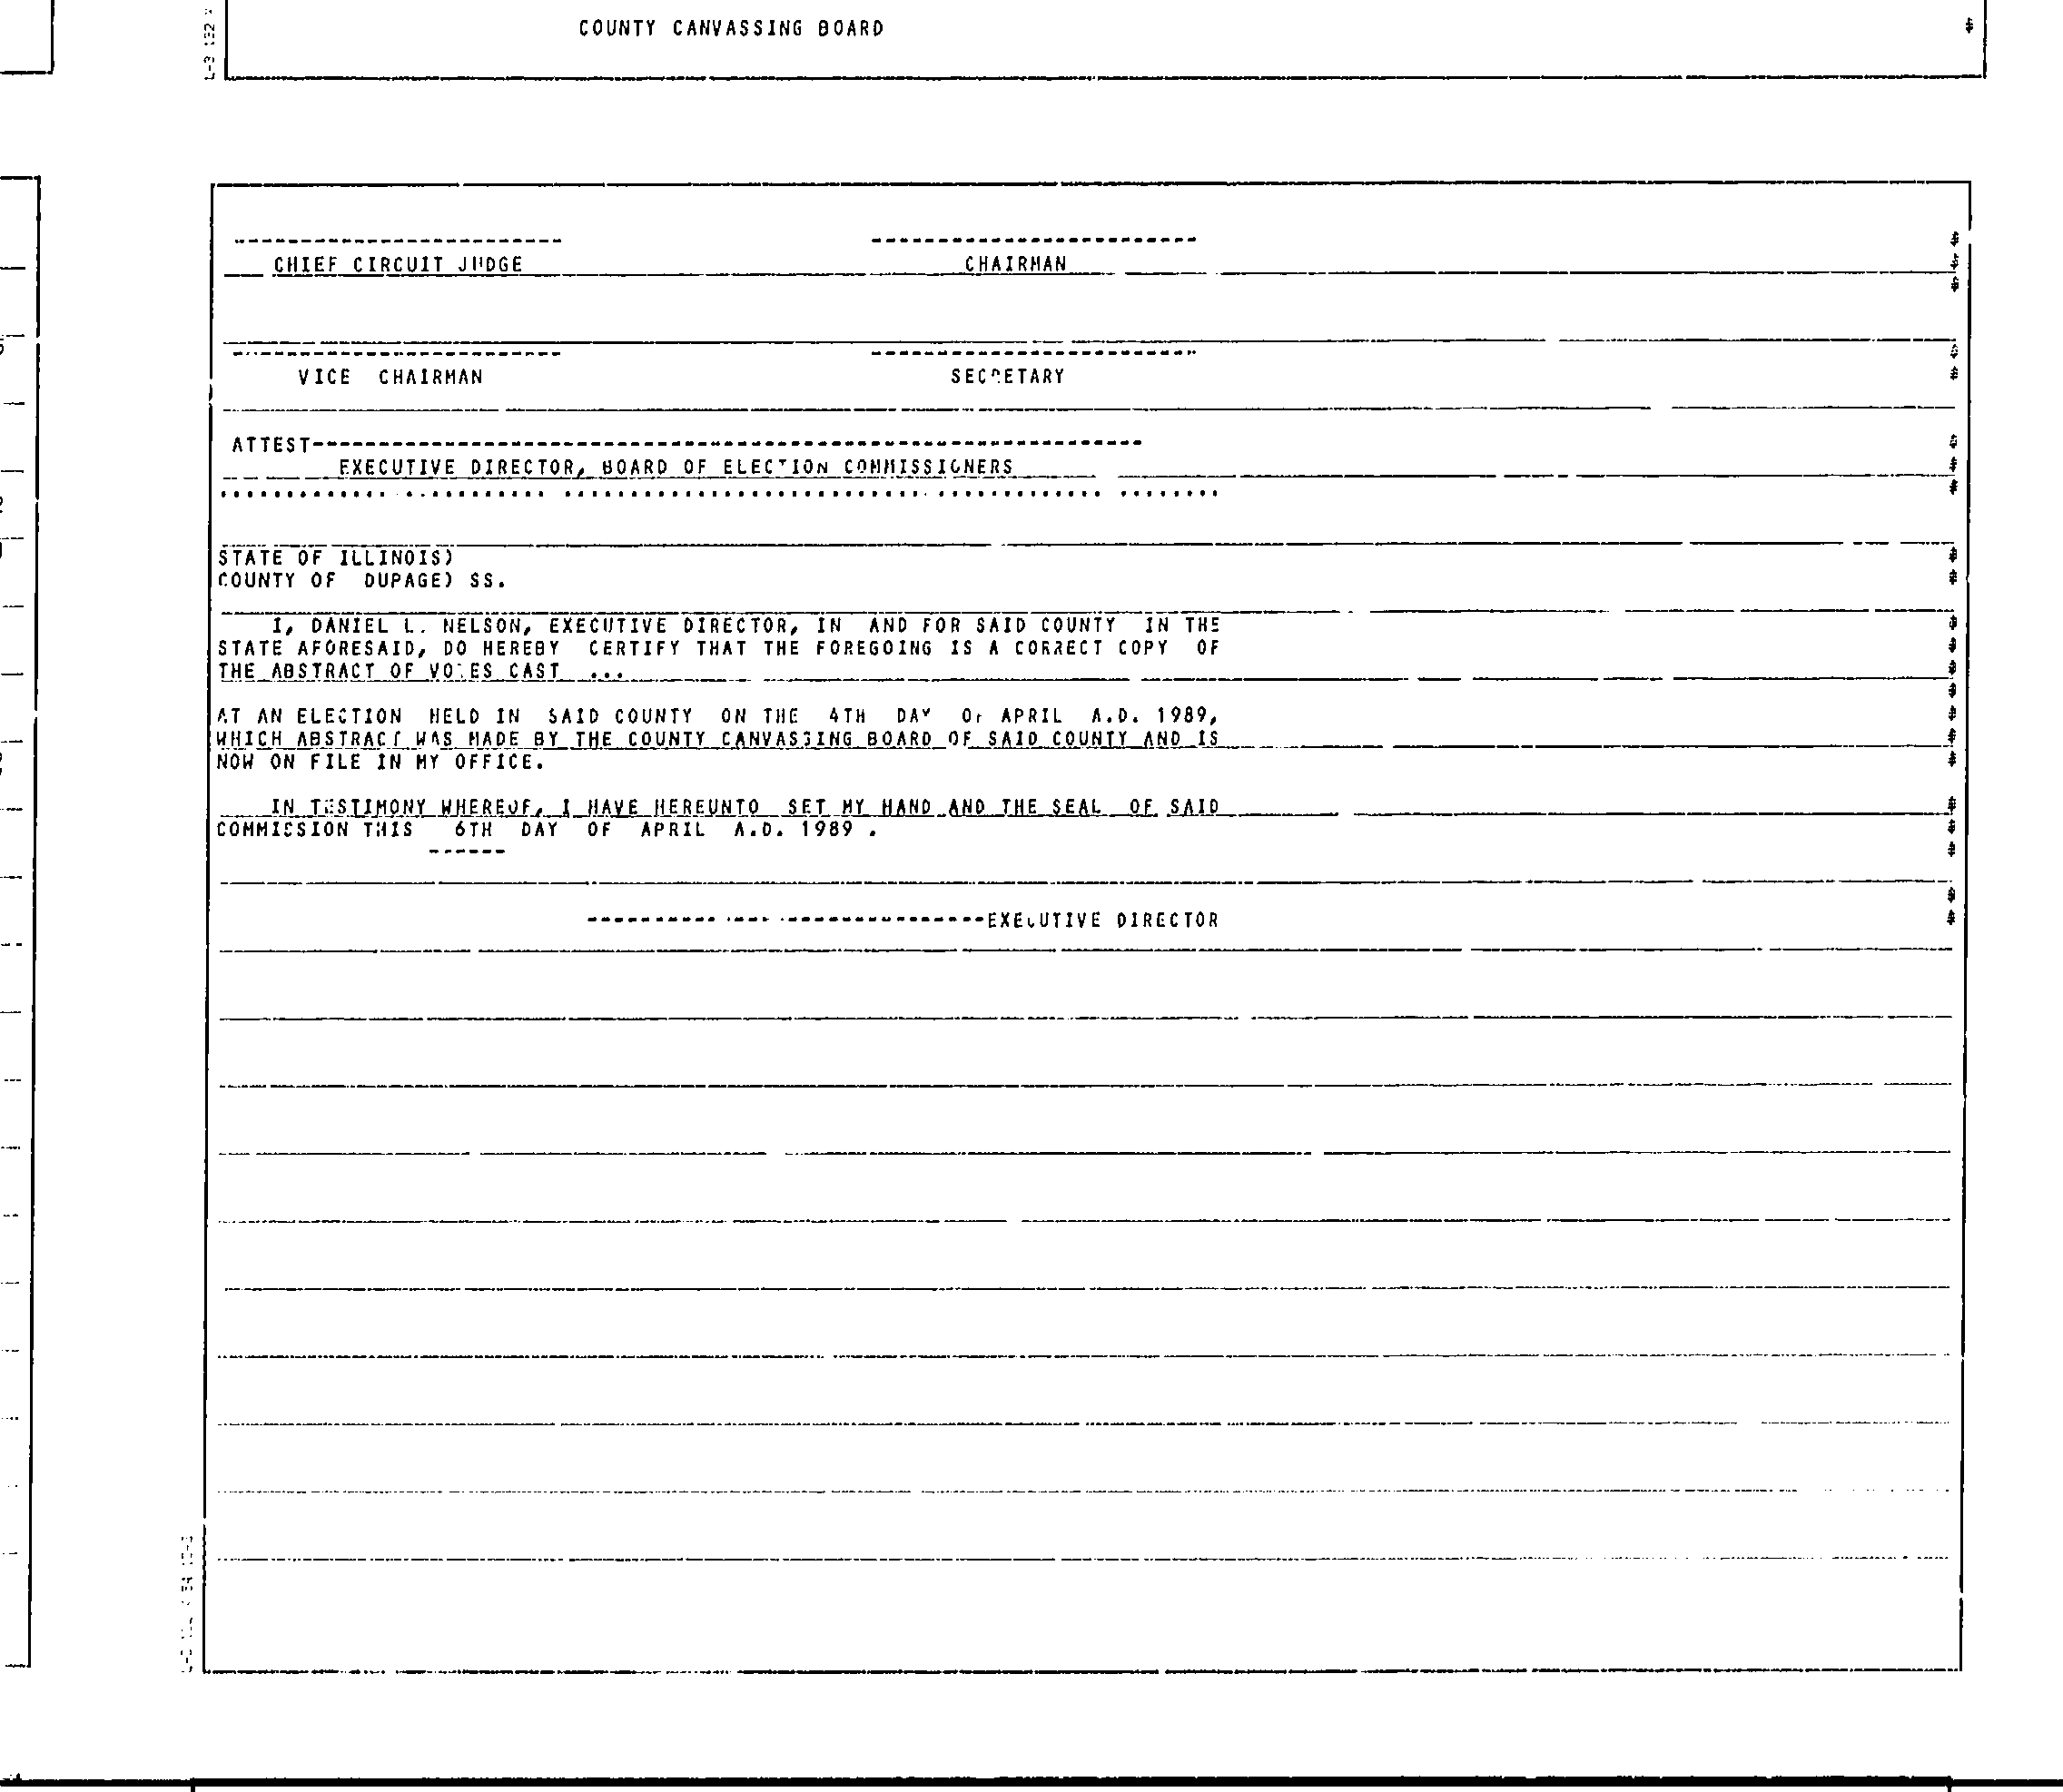 COUNTY CANVASSING BOARD
CHIEF CIRCUIT JUDGE CHAIRMAN
VICE CHAIRMAN SECRETARY
ATTEST------------------------------------------------------------
EXECUTIVE DIRECTOR, BOARD OF ELECTION COMMISSIONERS
STATE OF ILLINOIS)
COUNTY OF DUPAGE) SS.
I, DANIEL L. NELSON, EXECUTIVE DIRECTOR, IN AND FOR SAID COUNTY IN THE
STATE AFORESAID, DO HEREBY CERTIFY THAT THE FOREGOING IS A CORRECT COPY OF
THE ABSTRACT OF VOTES CAST ...
AT AN ELECTION HELD IN SAID COUNTY ON THE 4TH DAY OF APRIL A.D. 1989,
WHICH ABSTRACT WAS MADE BY THE COUNTY CANVASSING BOARD OF SAID COUNTY AND IS
NOW ON FILE IN MY OFFICE.
IN TESTIMONY WHEREOF, I HAVE HEREUNTO SET MY HAND AND THE SEAL OF SAID
COMMISSION THIS 6TH DAY OF APRIL A.D. 1989 .
------------------------------EXECUTIVE DIRECTOR